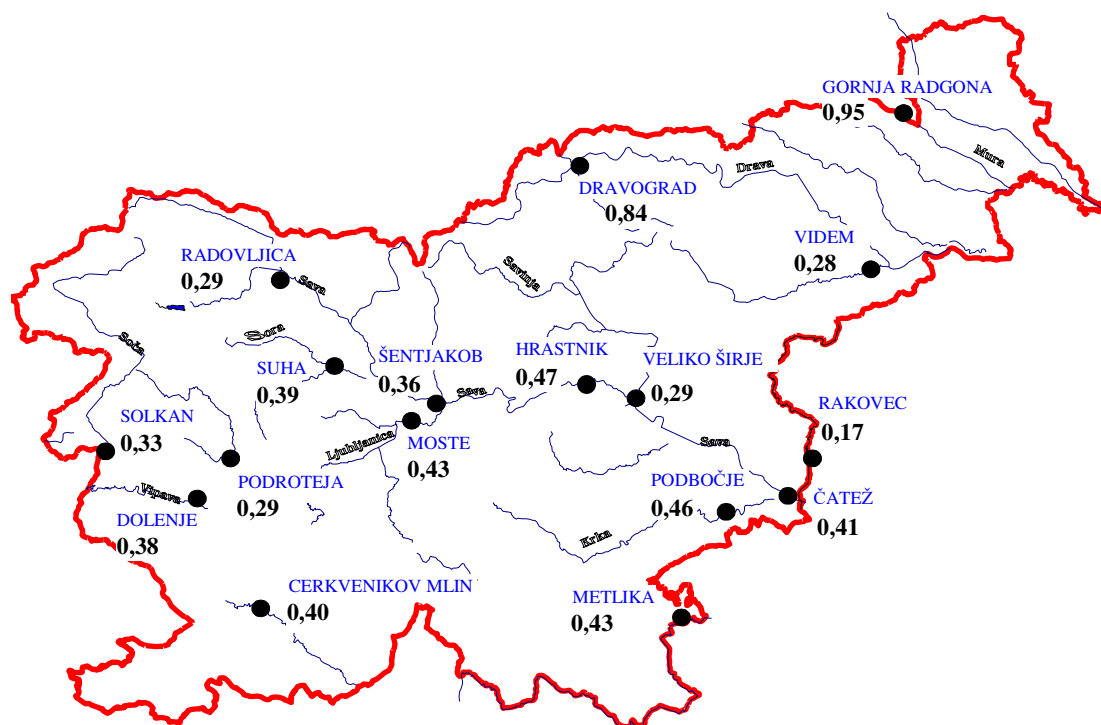 GORNJA RADGONA
0,95
Mura
Drava
DRAVOGRAD
0,84
VIDEM
0,28
RADOVLJICA
0,29
Sava
Savinja
Soča
Sora
SUHA
0,39
ŠENTJAKOB
0,36
HRASTNIK
0,47
VELIKO ŠIRJE
0,29
Sava
SOLKAN
0,33
MOSTE
0,43
Ljubljanica
RAKOVEC
0,17
Sava
PODROTEJA
0,29
Vipava
DOLENJE
0,38
PODBOČJE
0,46
ČATEŽ
0,41
Krka
CERKVENIKOV MLIN
0,40
METLIKA
0,43